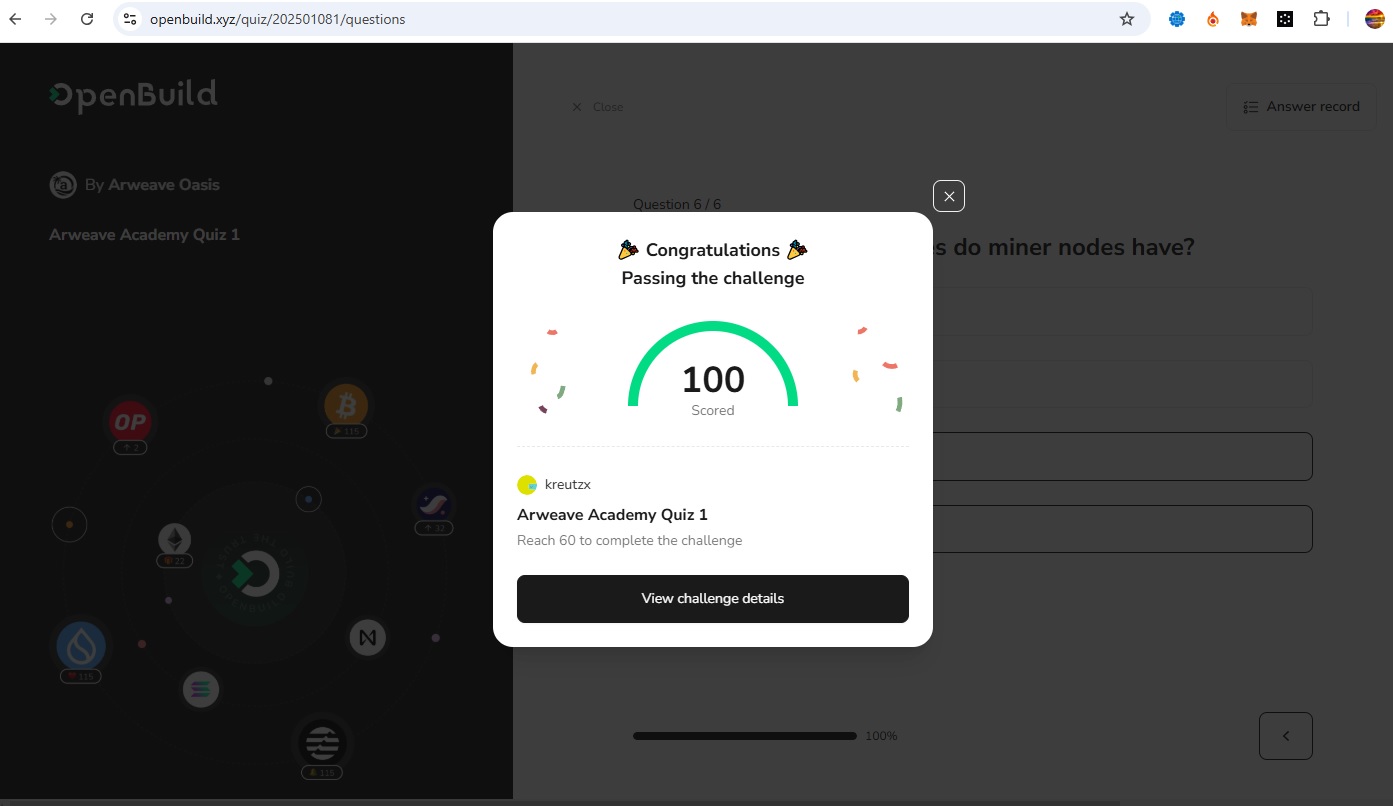 openbuild.xyz/quiz/202501081/questions
OpenBuild
Close
Answer record
By Arweave Oasis
Arweave Academy Quiz 1
Question 6 / 6
s do miner nodes have?
Congratulations
Passing the challenge
100
Scored
kreutzx
Arweave Academy Quiz 1
Reach 60 to complete the challenge
View challenge details
OP
2
115
33
22
115
115
100%